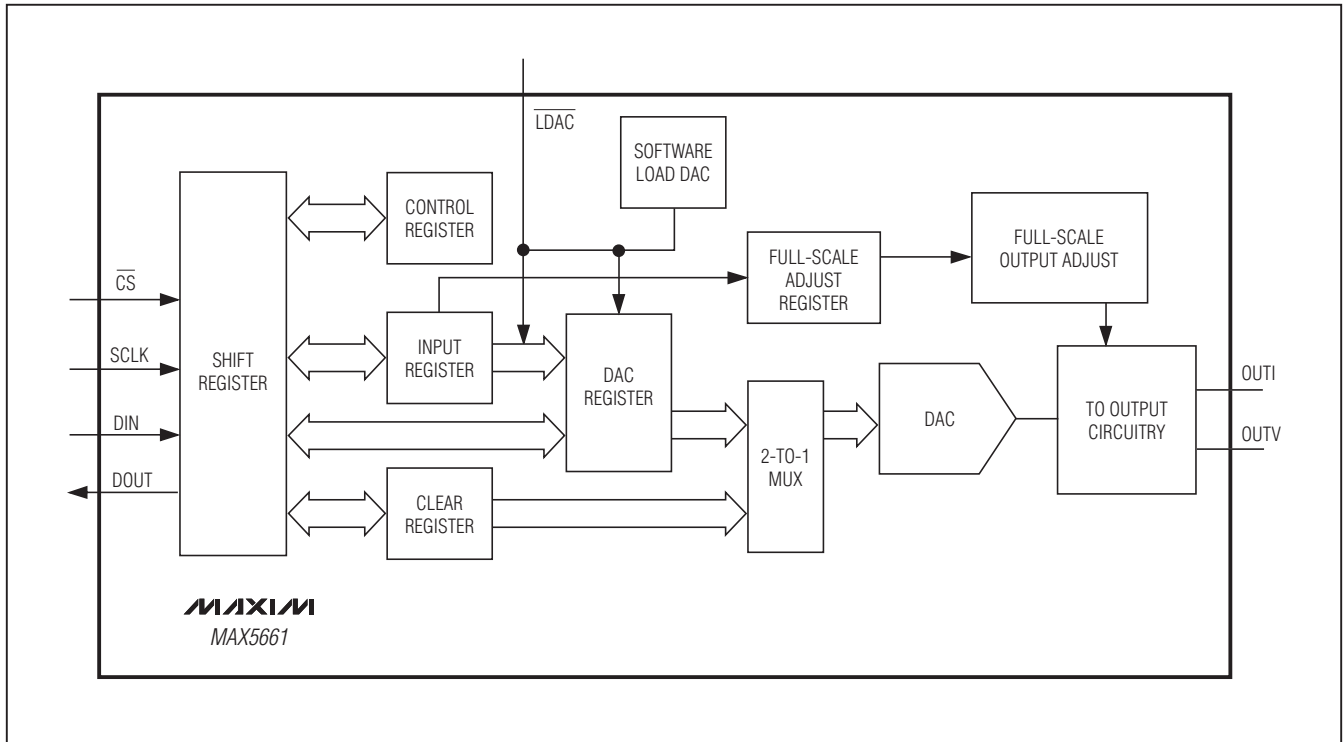 LDAC
SOFTWARE
LOAD DAC
CONTROL
REGISTER
FULL-SCALE
ADJUST
REGISTER
FULL-SCALE
OUTPUT ADJUST
CS
SCLK
DIN
DOUT
SHIFT
REGISTER
INPUT
REGISTER
DAC
REGISTER
CLEAR
REGISTER
2-TO-1
MUX
DAC
TO OUTPUT
CIRCUITRY
OUTI
OUTV
MAXIM
MAX5661